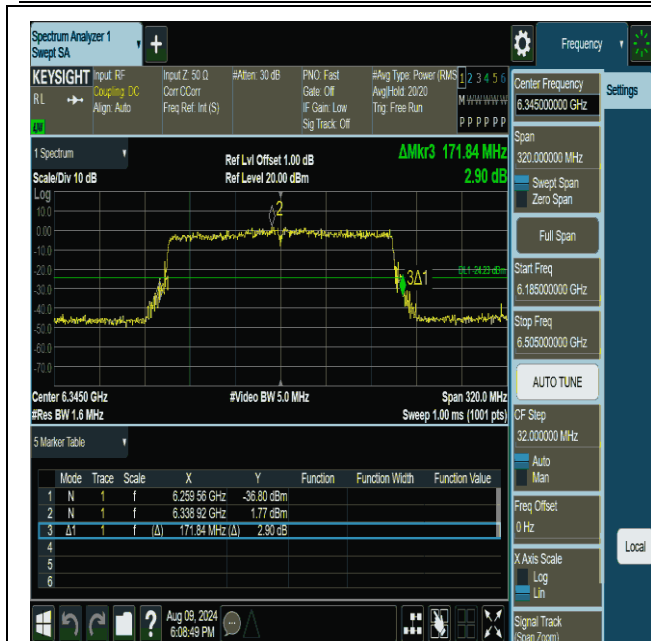 Spectrum Analyzer 1
Swept SA
Frequency
KEYSIGHT Input: RF Input Z: 50 Ω #Atten: 30 dB PNO: Fast #Avg Type: Power (RMS 1 2 3 4 5 6
RL Coupling: DC Corr CCorr Gate: Off Avg|Hold: 20/20 M W W W W W
Align: Auto Freq Ref: Int (S) IF Gain: Low Trig: Free Run
Sig Track: Off P P P P P P
1 Spectrum
Scale/Div 10 dB
Ref Lvl Offset 1.00 dB
Ref Level 20.00 dBm
ΔMkr3 171.84 MHz
2.90 dB
Log
10.0
0.00
-10.0
-20.0
-30.0
-40.0
-50.0
-60.0
-70.0
2
3Δ1
DL1 -24.23 dBm
Center 6.3450 GHz #Video BW 5.0 MHz Span 320.0 MHz
#Res BW 1.6 MHz Sweep 1.00 ms (1001 pts)
5 Marker Table
Mode Trace Scale X Y Function Function Width Function Value
1 N 1 f 6.259 56 GHz -36.80 dBm
2 N 1 f 6.338 92 GHz 1.77 dBm
3 Δ1 1 f (Δ) 171.84 MHz (Δ) 2.90 dB
4
5
6
?
Aug 09, 2024
6:08:49 PM
Center Frequency
6.345000000 GHz
Settings
Span
320.000000 MHz
Swept Span
Zero Span
Full Span
Start Freq
6.185000000 GHz
Stop Freq
6.505000000 GHz
AUTO TUNE
CF Step
32.000000 MHz
Auto
Man
Freq Offset
0 Hz
Local
X Axis Scale
Log
Lin
Signal Track
(Span Zoom)